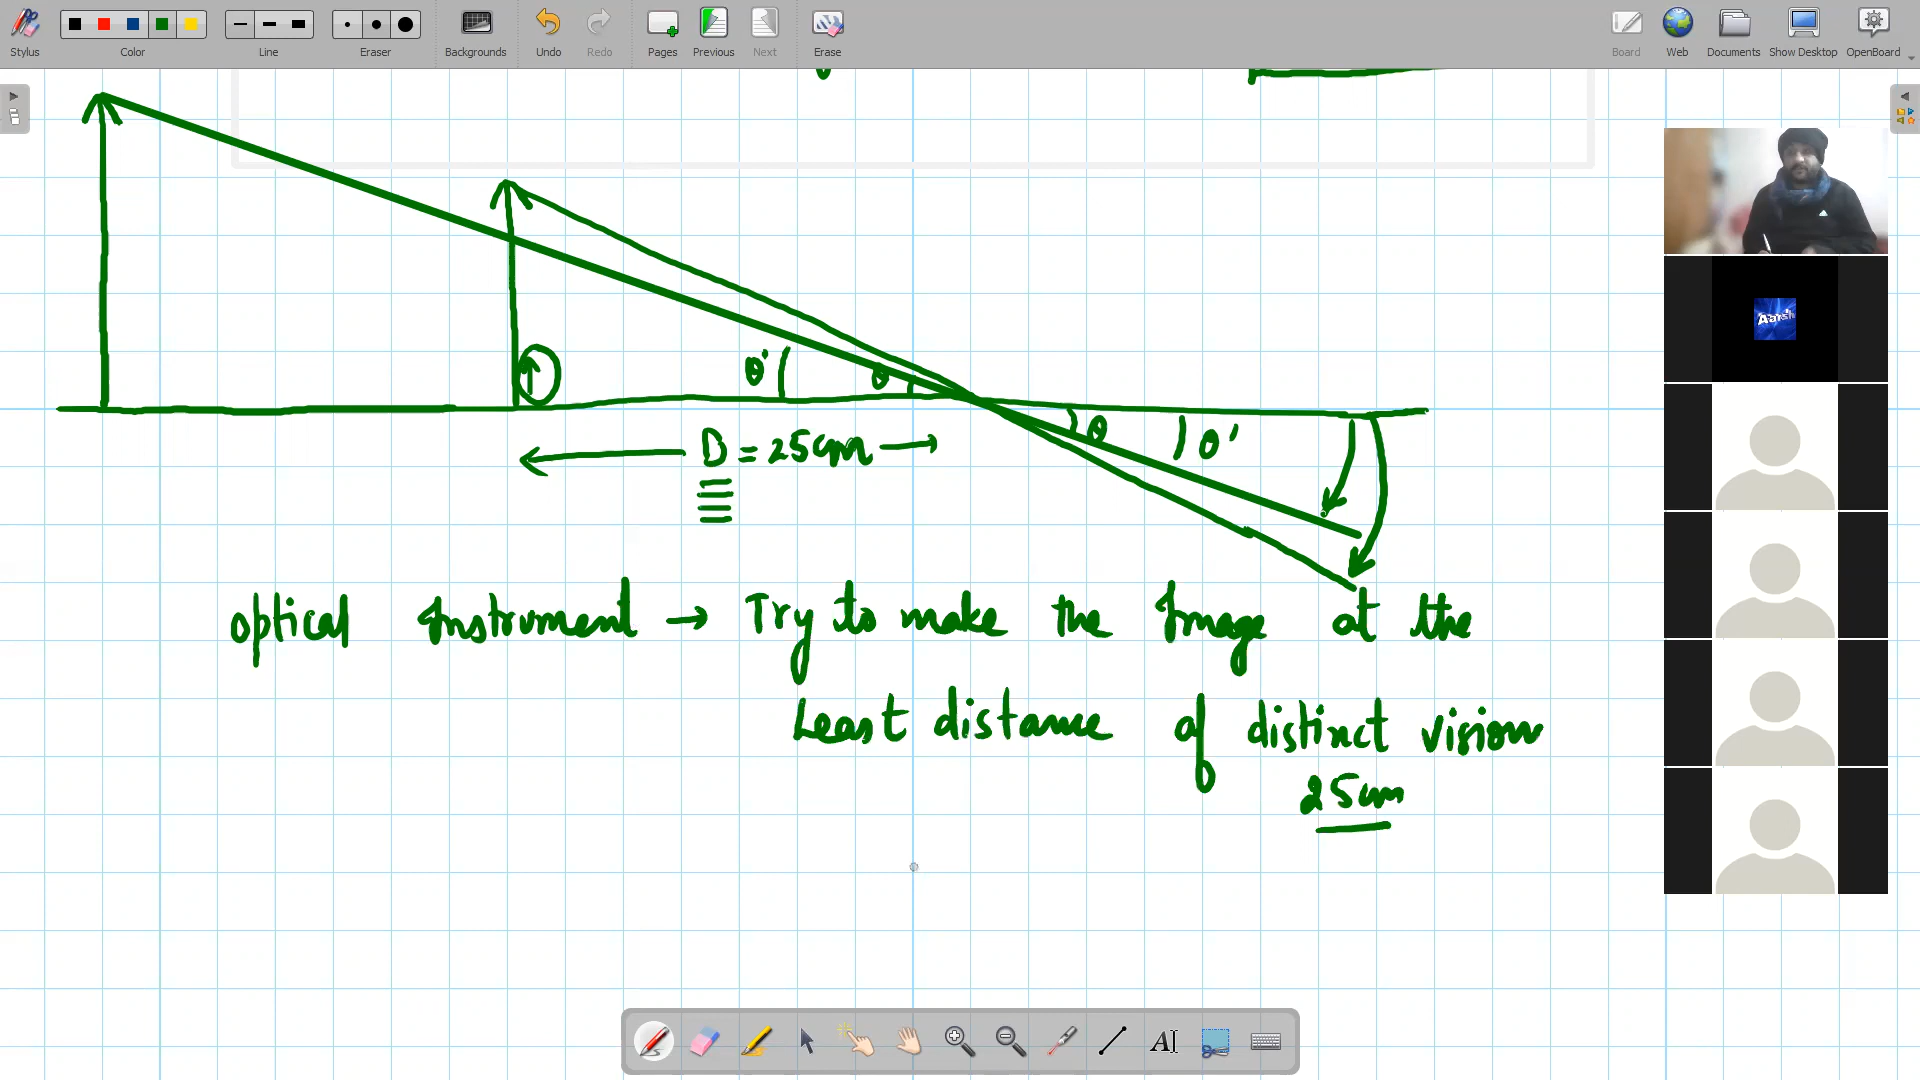 Stylus Color Line Eraser Backgrounds Undo Redo Pages Previous Next Erase Board Web Documents Show Desktop OpenBoard
Aarsh
θ' θ θ θ'
D = 25cm
optical Instrument → Try to make the Image at the
Least distance of distinct vision
25cm